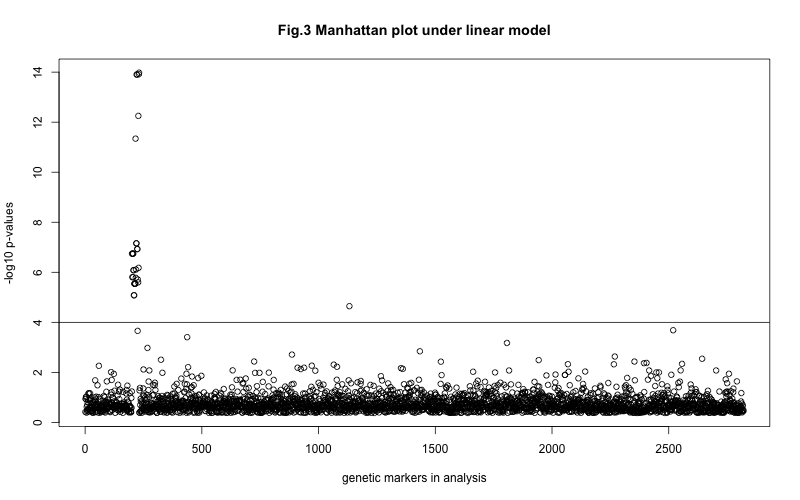 Fig.3 Manhattan plot under linear model
14
12
10
8
6
4
2
0
-log10 p-values
0 500 1000 1500 2000 2500
genetic markers in analysis